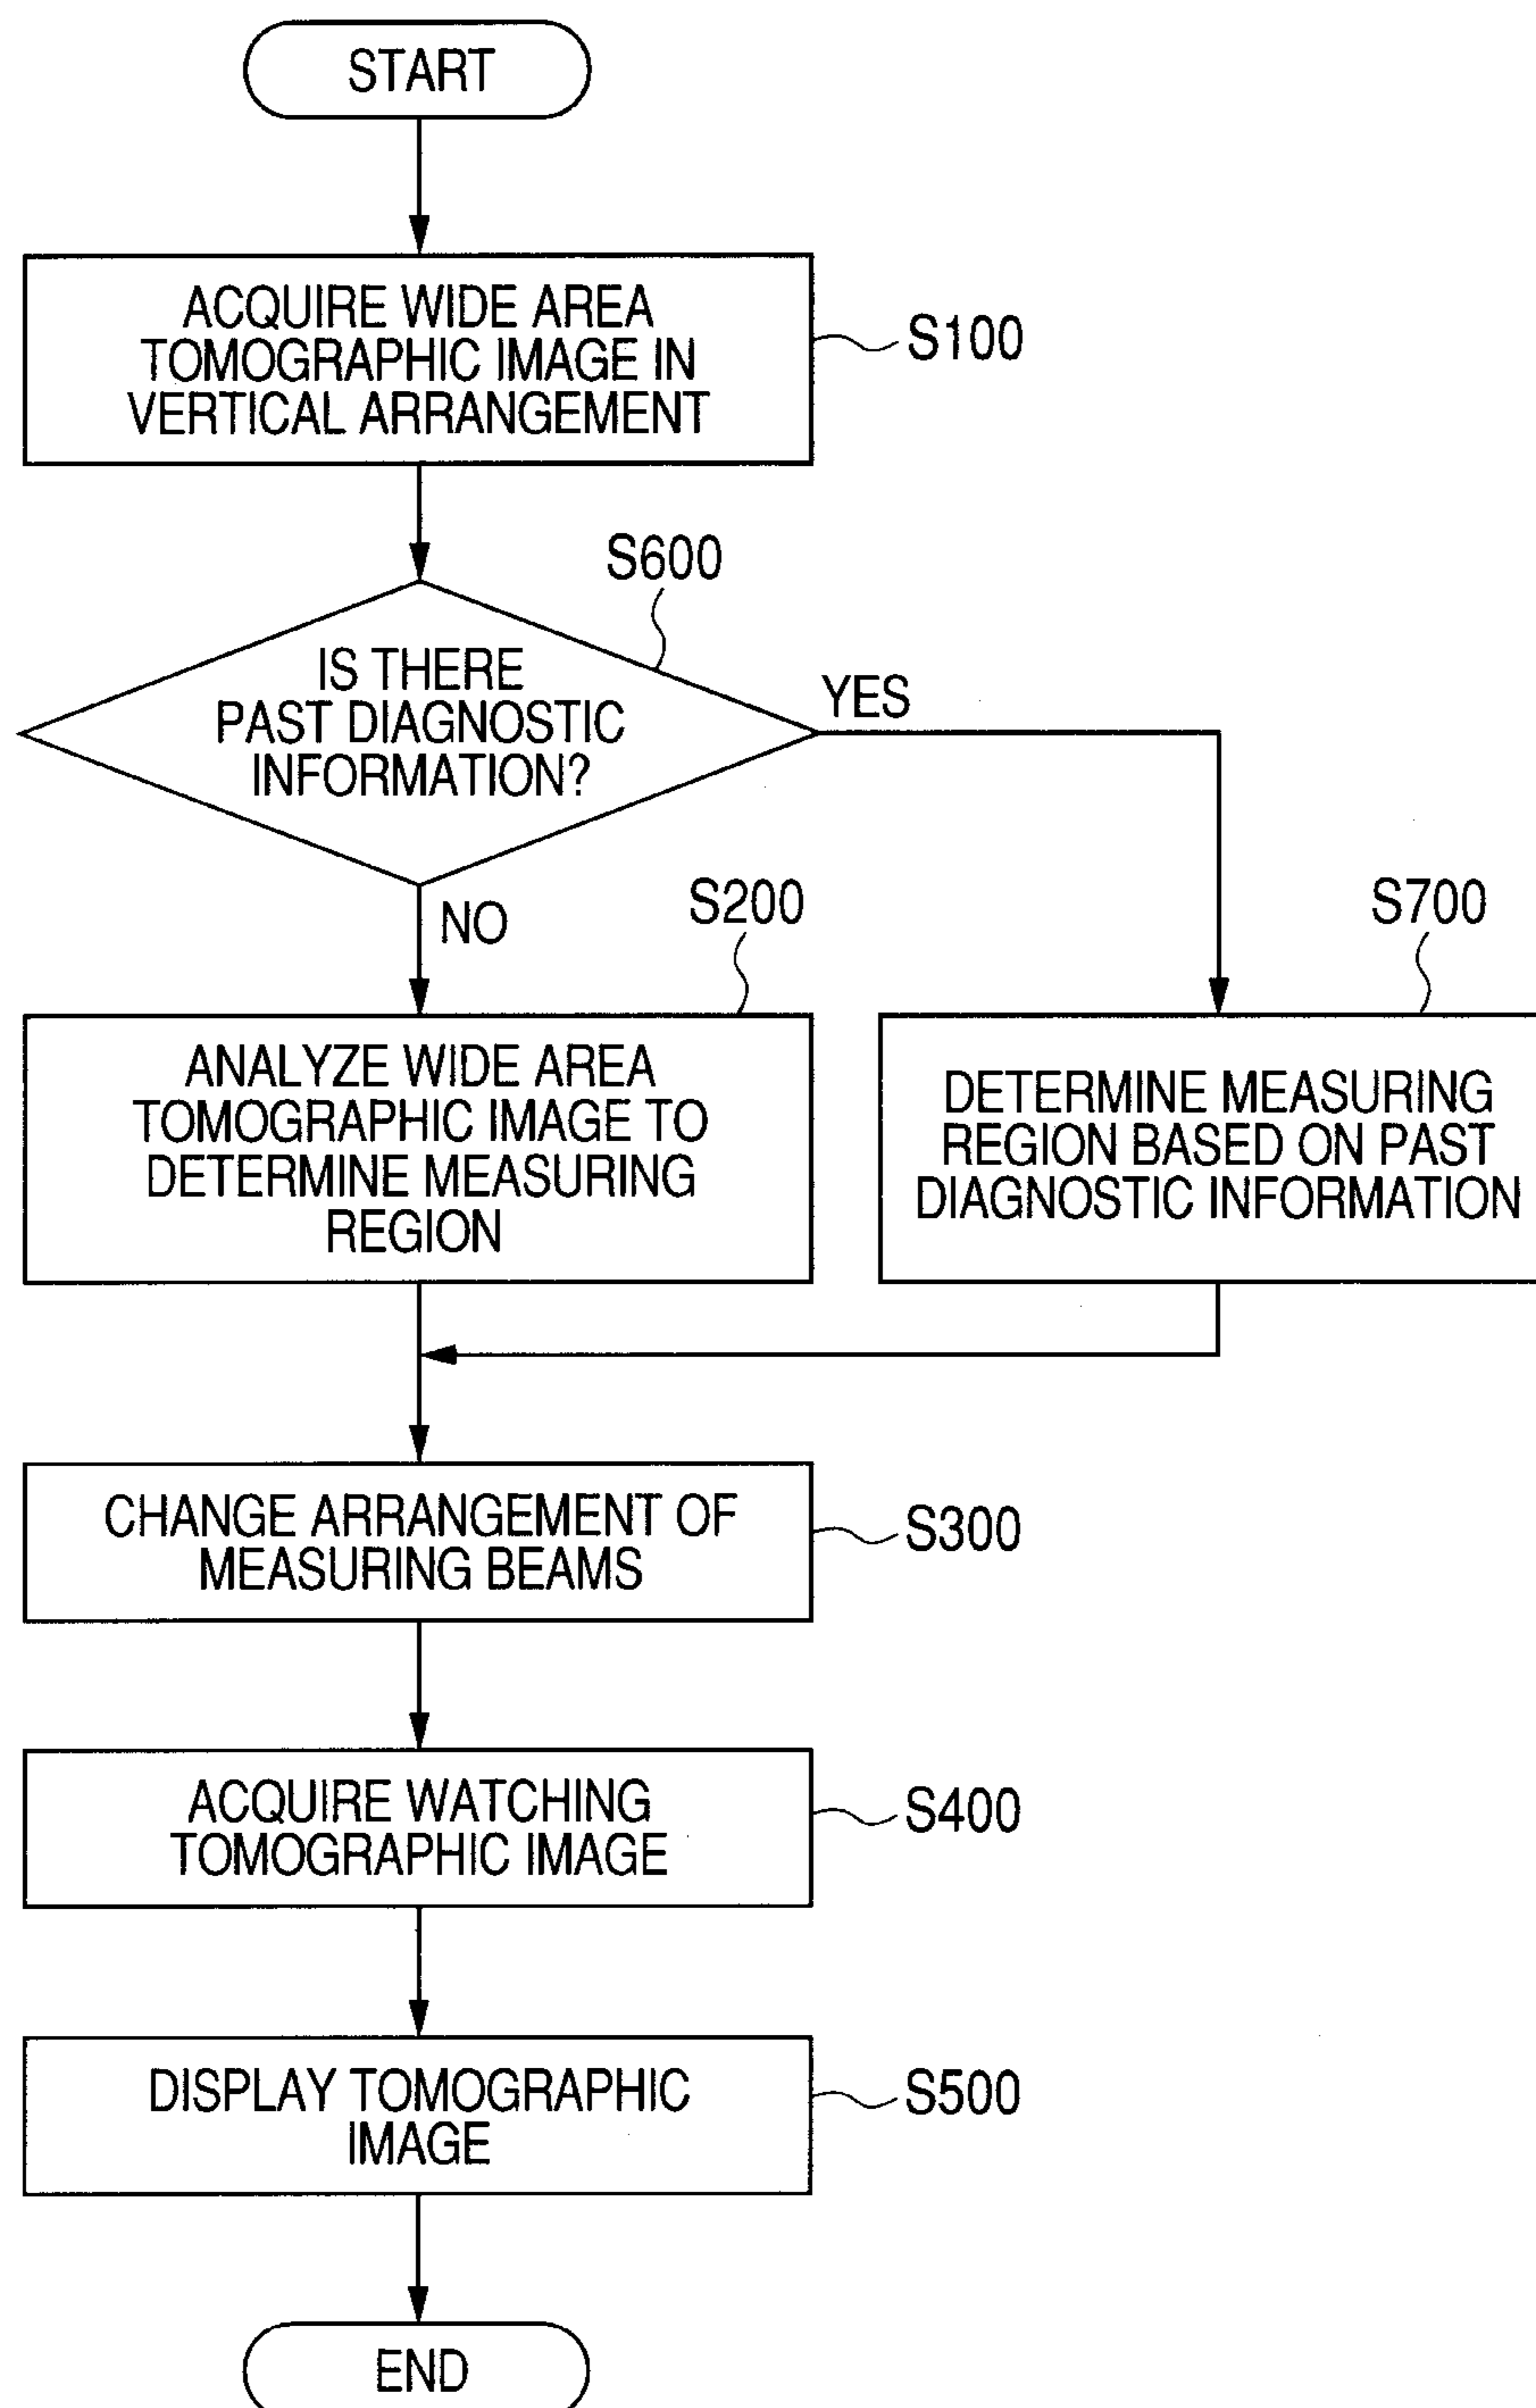 START
ACQUIRE WIDE AREA
TOMOGRAPHIC IMAGE IN
VERTICAL ARRANGEMENT
S100
S600
IS THERE
PAST DIAGNOSTIC
INFORMATION?
YES
NO
S200
S700
ANALYZE WIDE AREA
TOMOGRAPHIC IMAGE TO
DETERMINE MEASURING
REGION
DETERMINE MEASURING
REGION BASED ON PAST
DIAGNOSTIC INFORMATION
CHANGE ARRANGEMENT OF
MEASURING BEAMS
S300
ACQUIRE WATCHING
TOMOGRAPHIC IMAGE
S400
DISPLAY TOMOGRAPHIC
IMAGE
S500
END